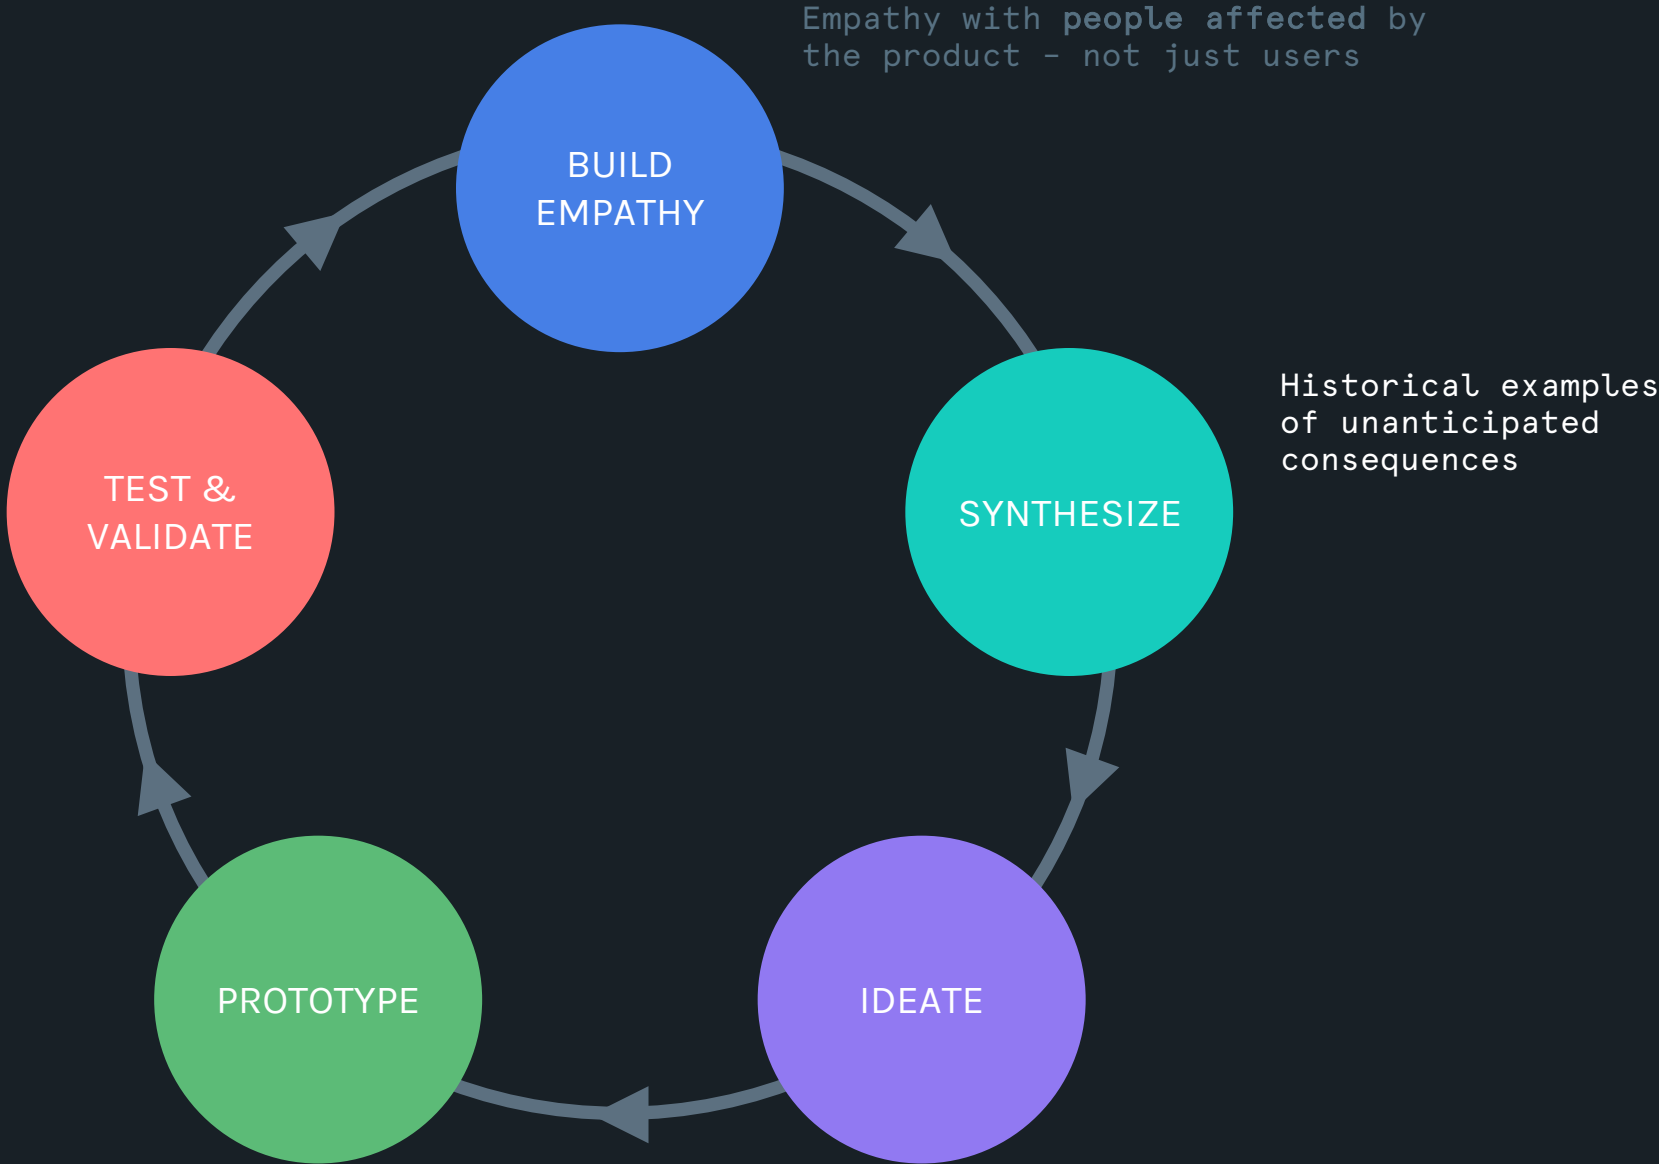 Empathy with people affected by
the product – not just users
BUILD
EMPATHY
Historical examples
of unanticipated
consequences
SYNTHESIZE
TEST &
VALIDATE
PROTOTYPE
IDEATE